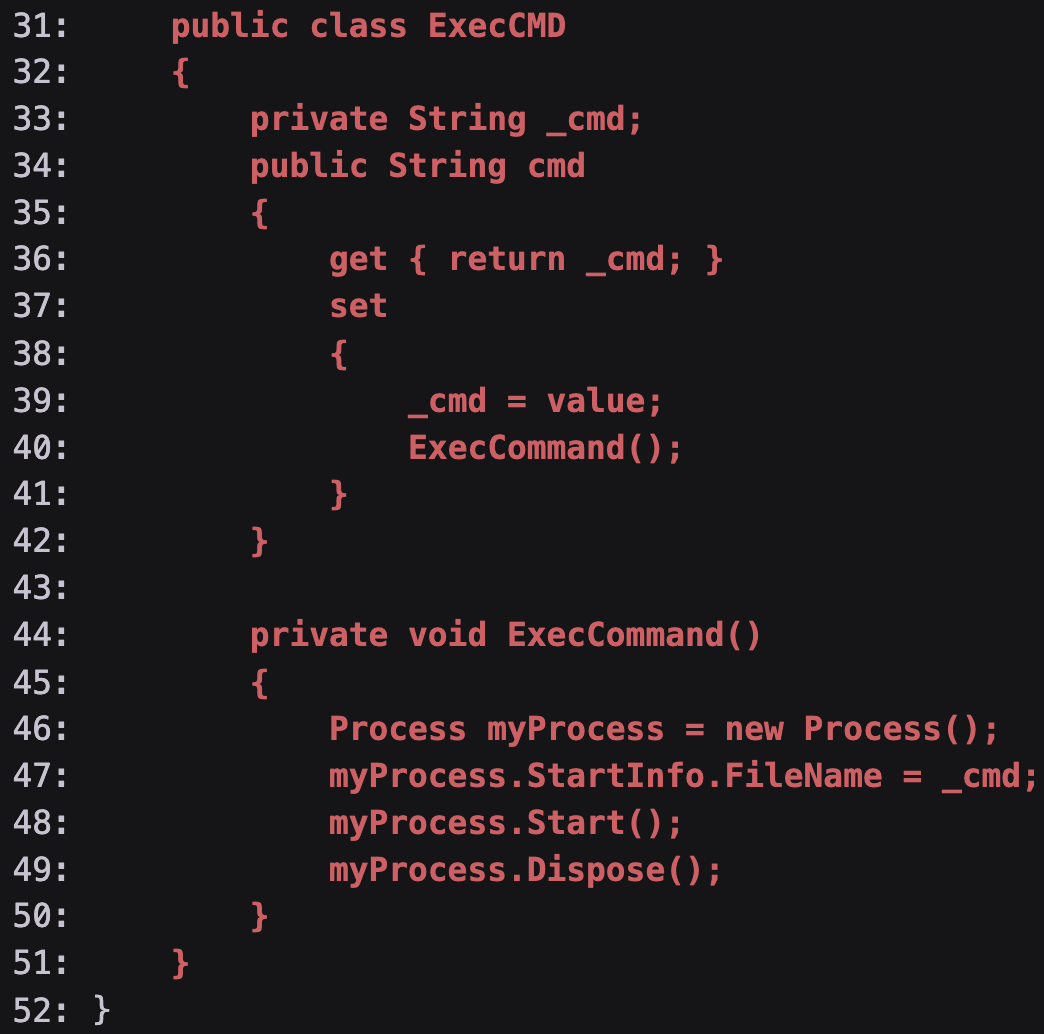 31:     public class ExecCMD
32:     {
33:         private String _cmd;
34:         public String cmd
35:         {
36:             get { return _cmd; }
37:             set
38:             {
39:                 _cmd = value;
40:                 ExecCommand();
41:             }
42:         }
43:
44:         private void ExecCommand()
45:         {
46:             Process myProcess = new Process();
47:             myProcess.StartInfo.FileName = _cmd;
48:             myProcess.Start();
49:             myProcess.Dispose();
50:         }
51:     }
52: }